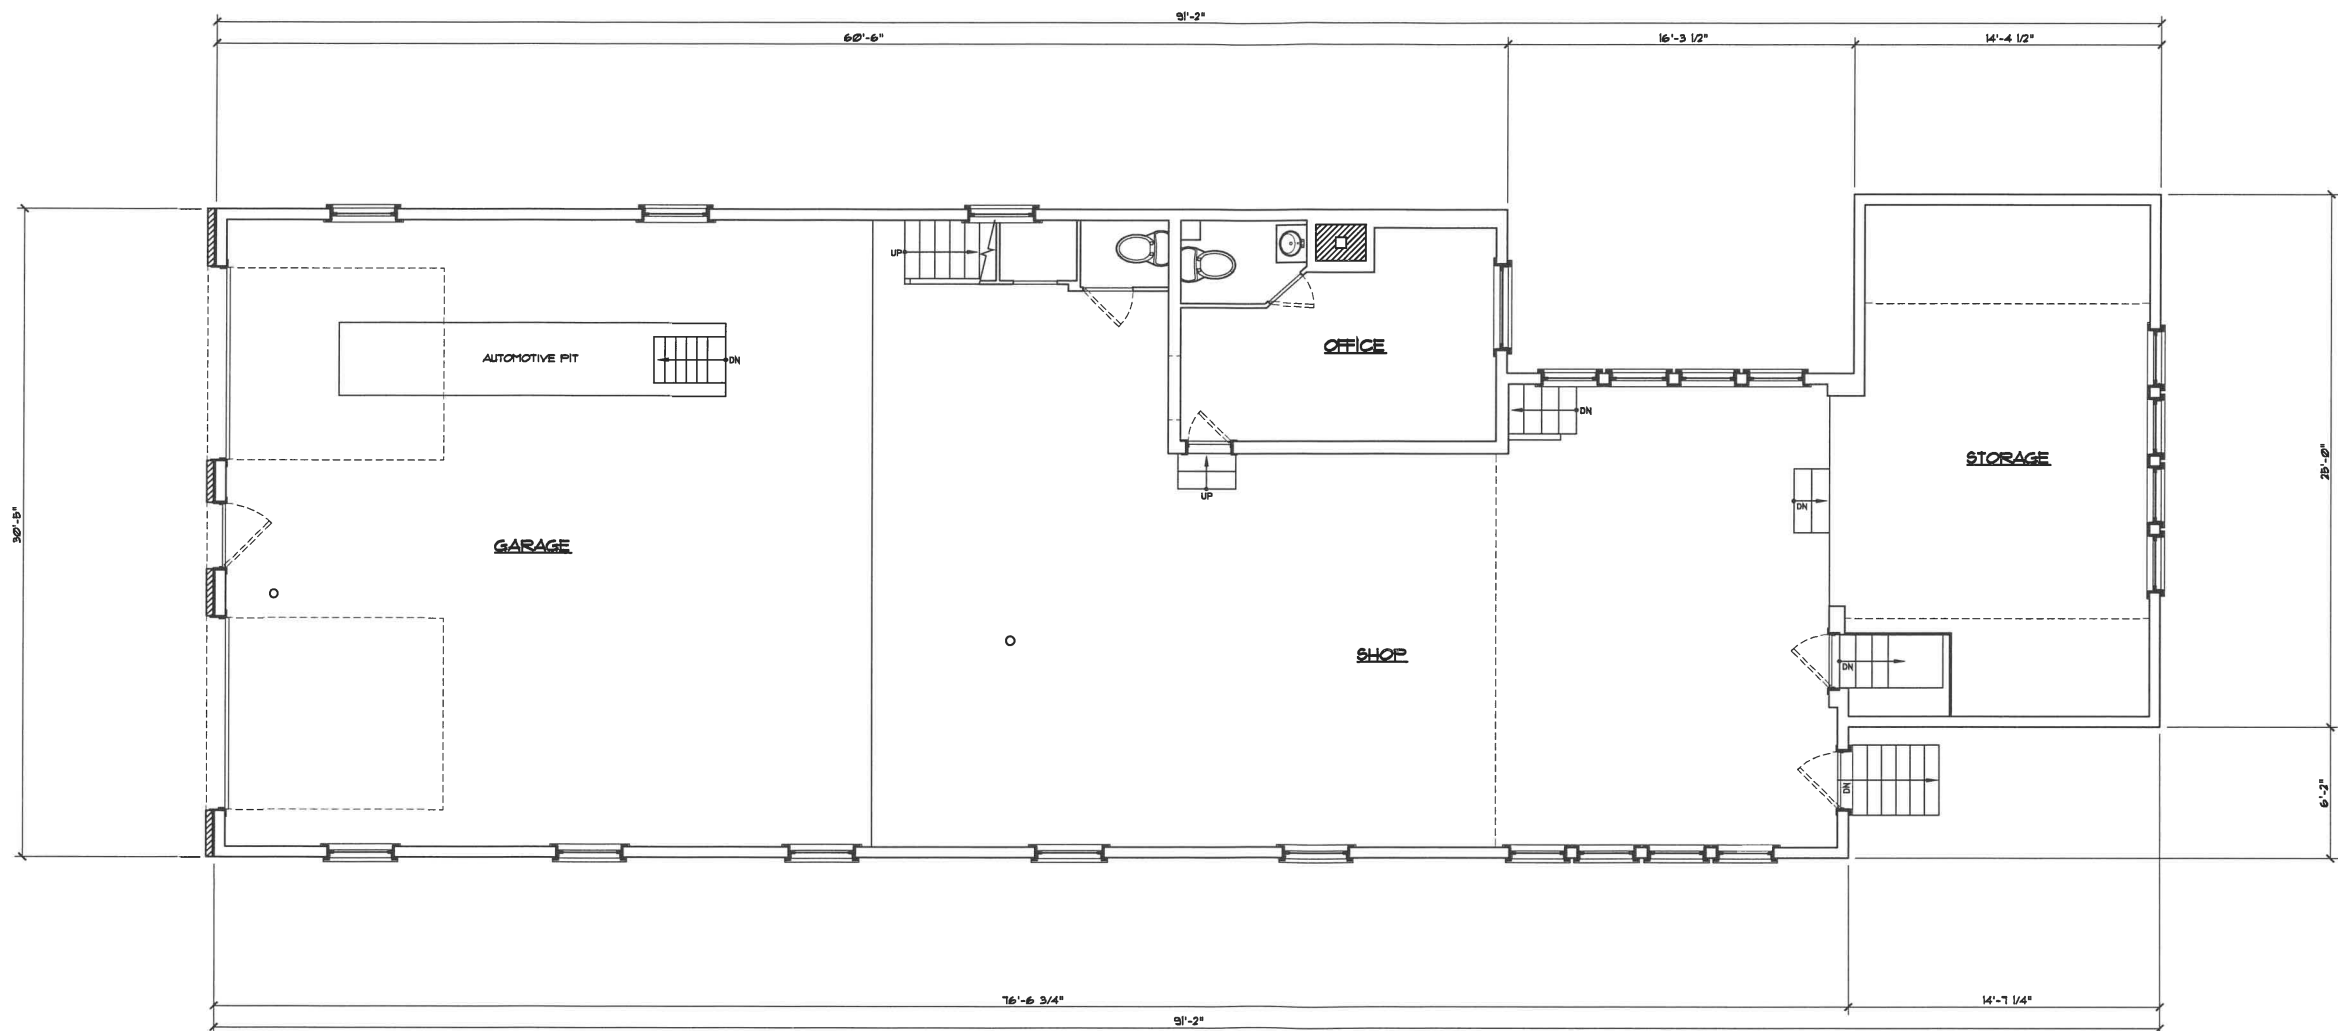 91'-2"
60'-6"
16'-3 1/2"
14'-4 1/2"
UP
AUTOMOTIVE PIT
DN
OFFICE
DN
STORAGE
25'-0"
30'-5"
UP
DN
GARAGE
SHOP
DN
DN
6'-2"
76'-6 3/4"
14'-7 1/4"
91'-2"